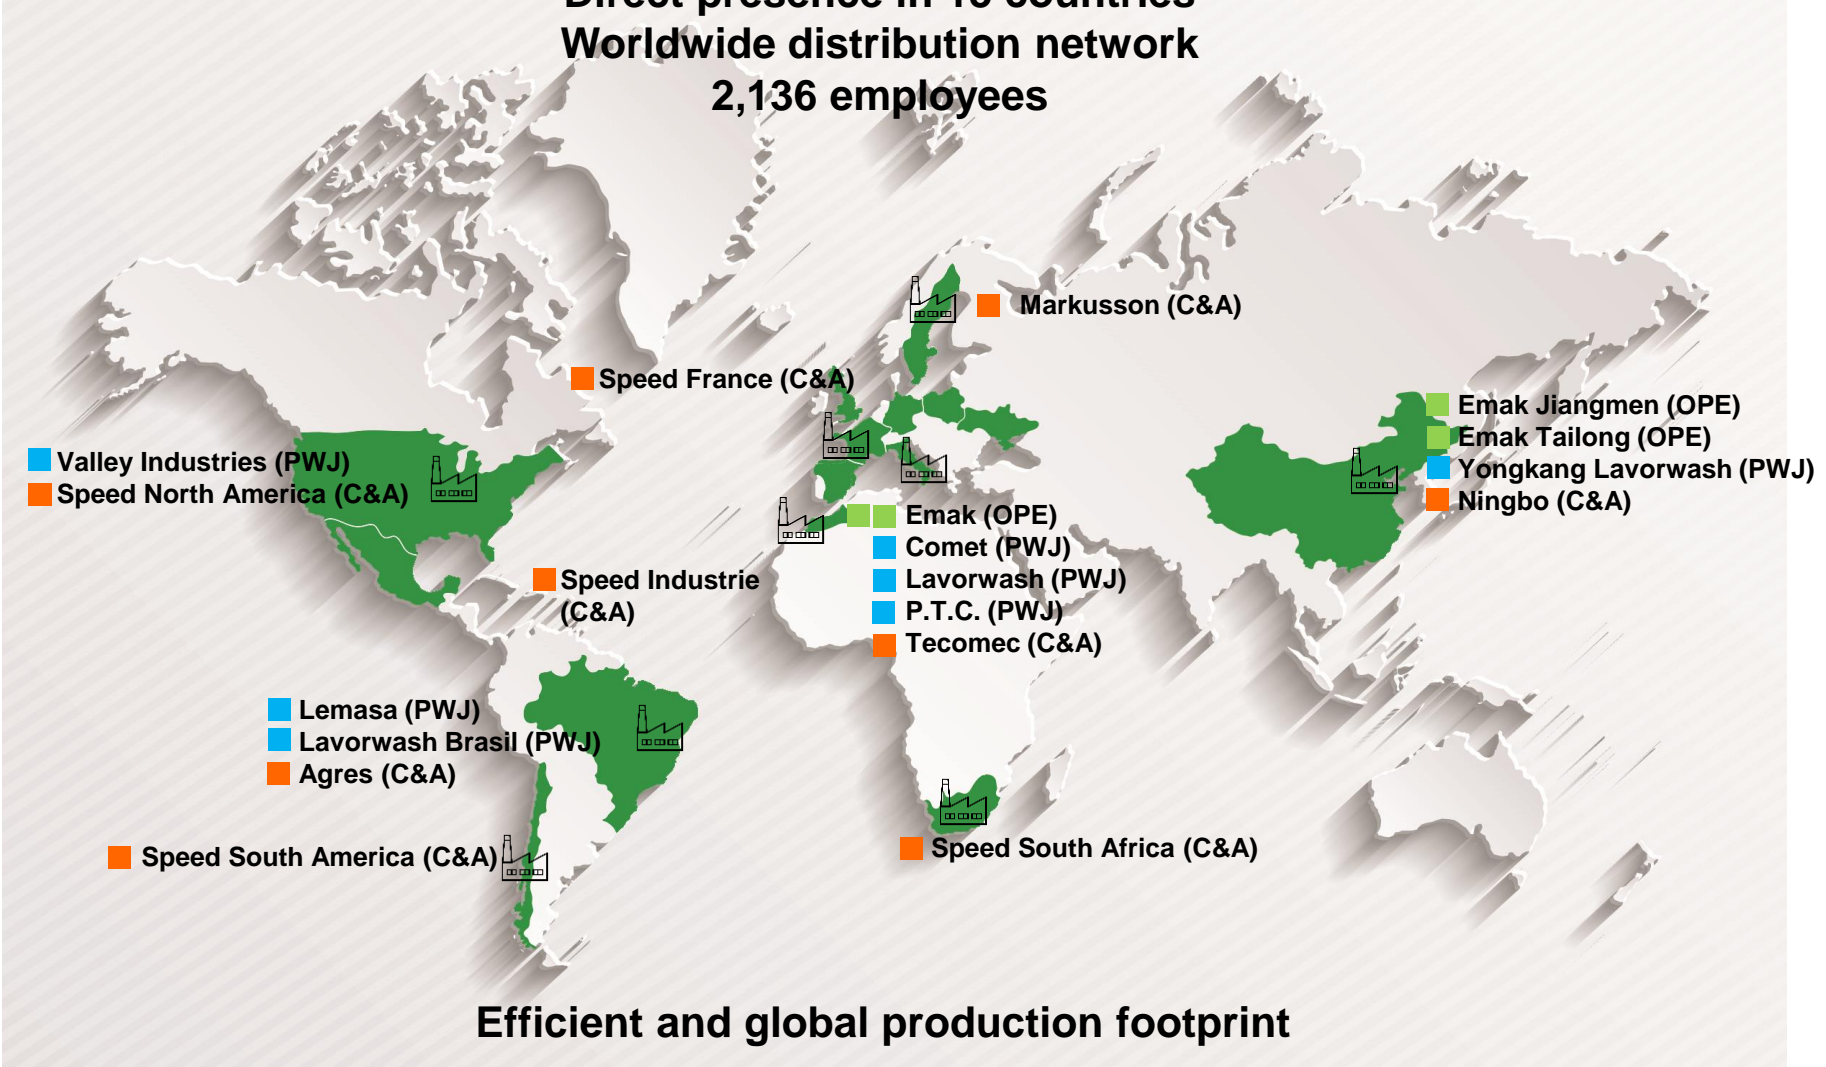 Worldwide distribution network
2,136 employees
Markusson (C&A)
Speed France (C&A)
Emak Jiangmen (OPE)
Emak Tailong (OPE)
Yongkang Lavorwash (PWJ)
Ningbo (C&A)
Valley Industries (PWJ)
Speed North America (C&A)
Emak (OPE)
Comet (PWJ)
Lavorwash (PWJ)
P.T.C. (PWJ)
Tecomec (C&A)
Speed Industrie
(C&A)
Lemasa (PWJ)
Lavorwash Brasil (PWJ)
Agres (C&A)
Speed South America (C&A)
Speed South Africa (C&A)
Efficient and global production footprint